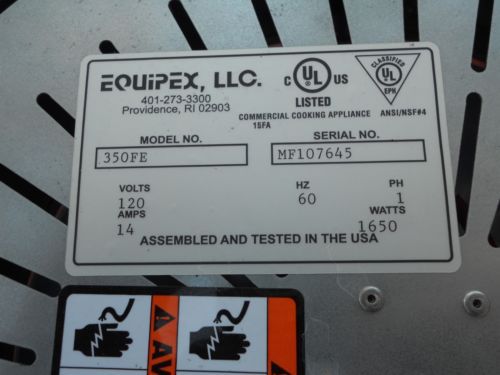 EQUIPEX, LLC.
401-273-3300
Providence, RI 02903
C UL US
LISTED
COMMERCIAL COOKING APPLIANCE
15FA
CLASSIFIED
UL
EPH
ANSI/NSF#4
MODEL NO.
350FE
SERIAL NO.
MF107645
VOLTS
120
HZ
60
PH
1
AMPS
14
WATTS
1650
ASSEMBLED AND TESTED IN THE USA